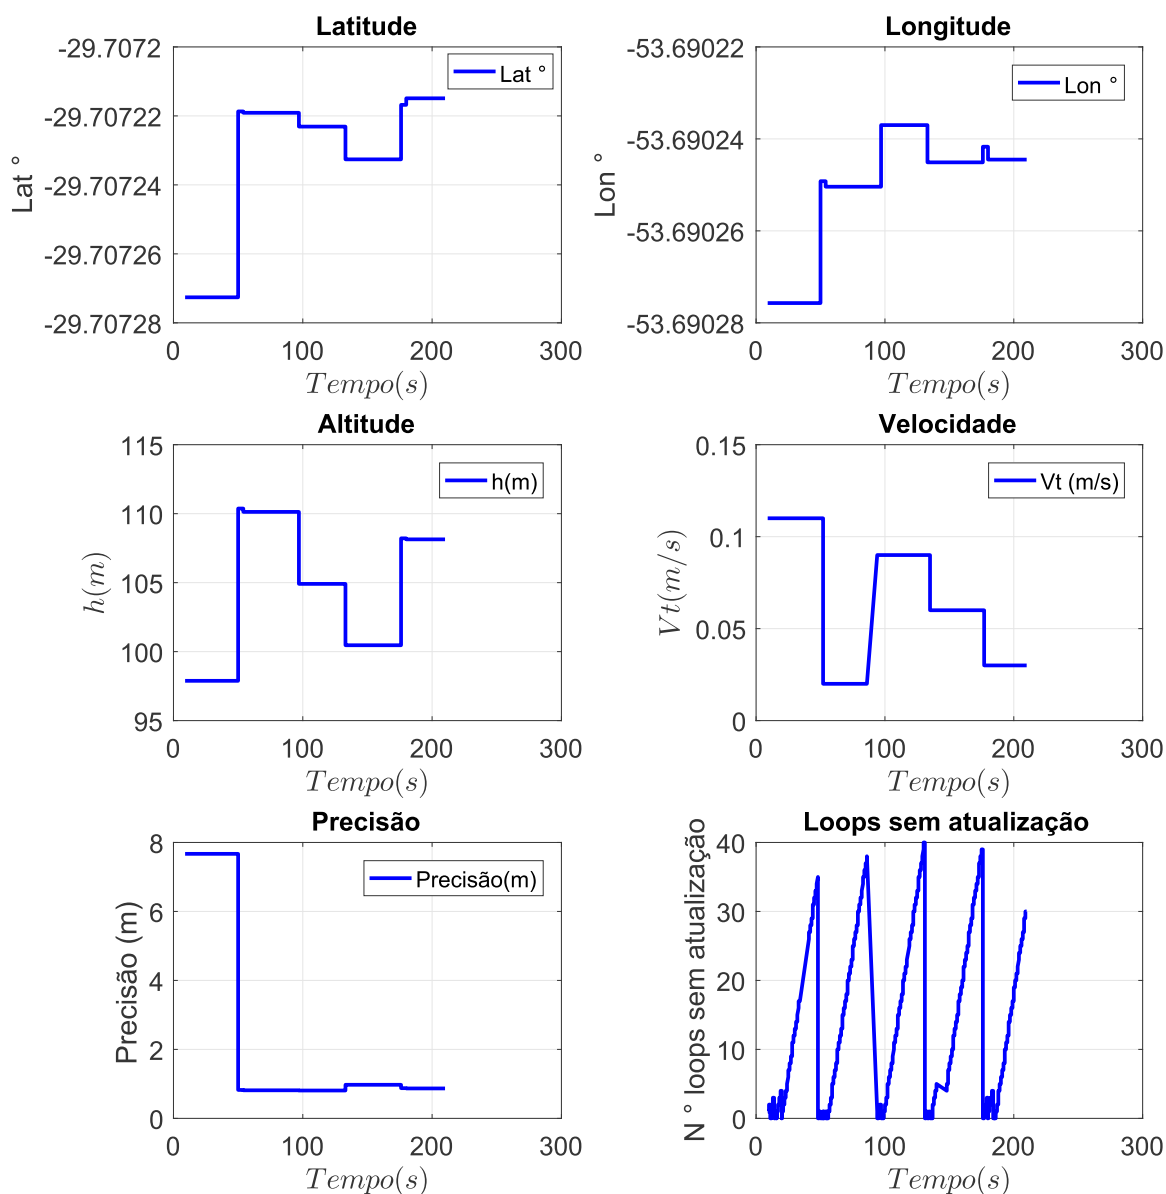 Latitude
-29.7072
-29.70722
-29.70724
-29.70726
-29.70728
Lat °
Lat °
0 100 200 300
Tempo(s)
Longitude
-53.69022
-53.69024
-53.69026
-53.69028
Lon °
Lon °
0 100 200 300
Tempo(s)
Altitude
115
110
105
100
95
h(m)
h(m)
0 100 200 300
Tempo(s)
Velocidade
0.15
0.1
0.05
0
Vt(m/s)
Vt (m/s)
0 100 200 300
Tempo(s)
Precisão
8
6
4
2
0
Precisão (m)
Precisão(m)
0 100 200 300
Tempo(s)
Loops sem atualização
40
30
20
10
0
N ° loops sem atualização
0 100 200 300
Tempo(s)